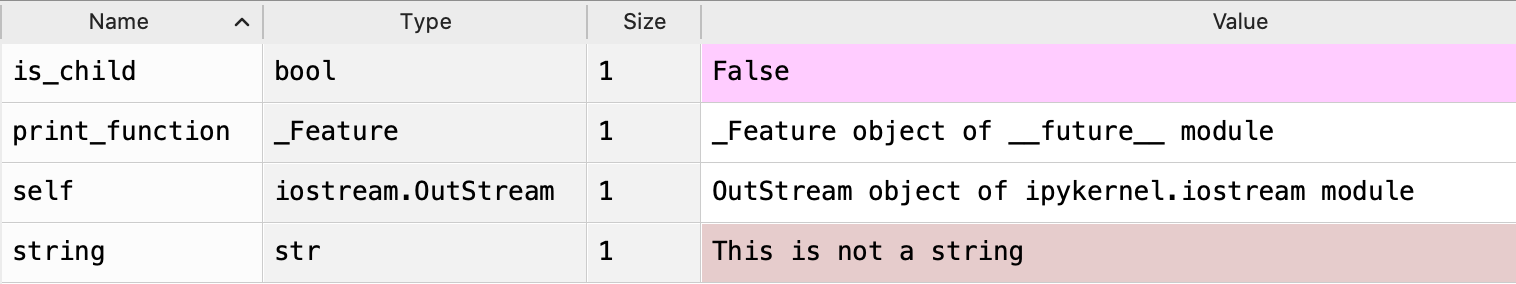 Name Type Size Value
is_child bool 1 False
print_function _Feature 1 _Feature object of __future__ module
self iostream.OutStream 1 OutStream object of ipykernel.iostream module
string str 1 This is not a string